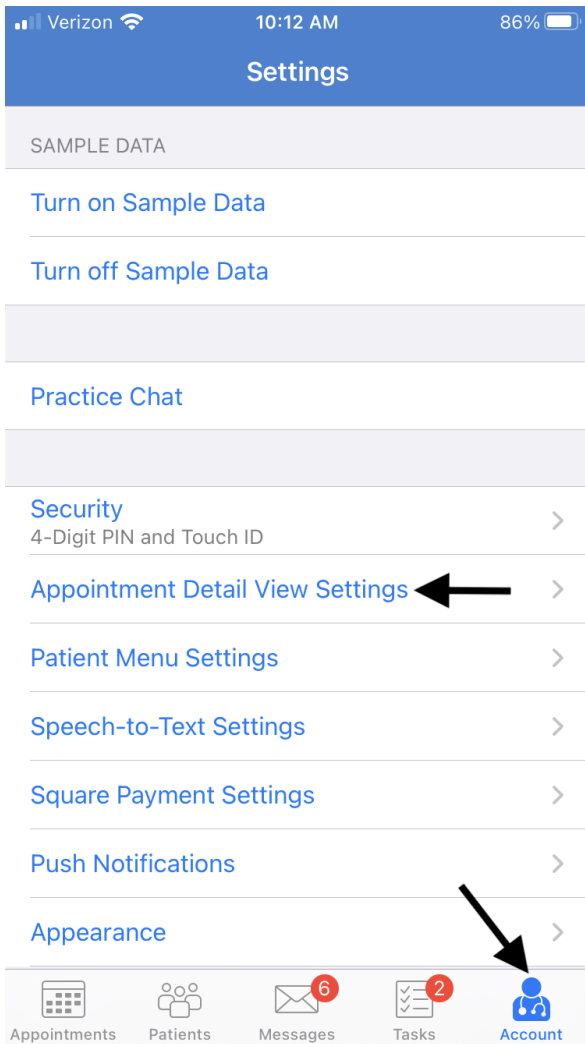 Verizon 10:12 AM 86%
Settings
SAMPLE DATA
Turn on Sample Data
Turn off Sample Data
Practice Chat
Security
4-Digit PIN and Touch ID
Appointment Detail View Settings
Patient Menu Settings
Speech-to-Text Settings
Square Payment Settings
Push Notifications
Appearance
6 2
Appointments Patients Messages Tasks Account